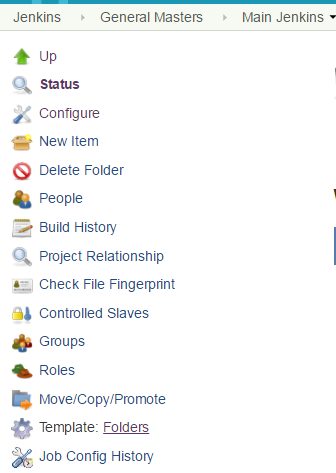 Jenkins General Masters Main Jenkins
Up
Status
Configure
New Item
Delete Folder
People
Build History
Project Relationship
Check File Fingerprint
Controlled Slaves
Groups
Roles
Move/Copy/Promote
Template: Folders
Job Config History